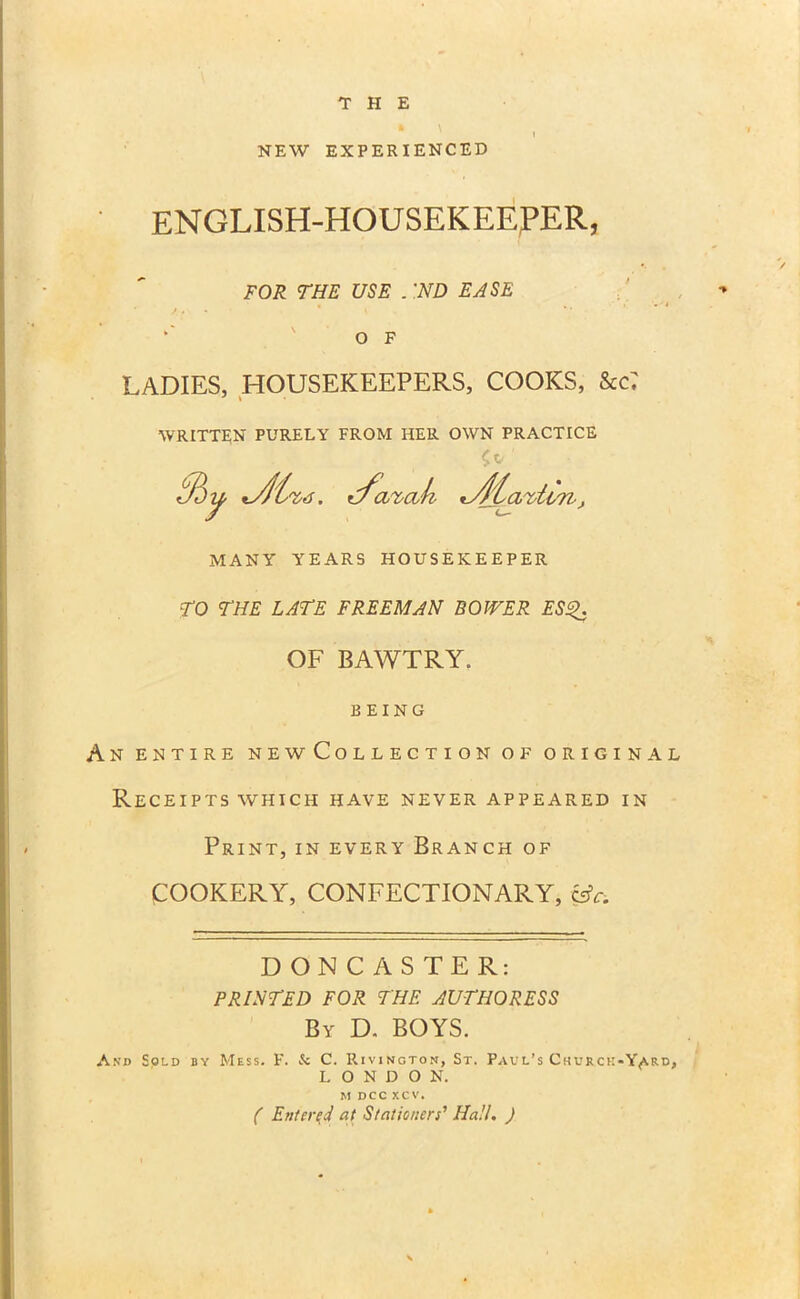 THE
NEW EXPERIENCED
ENGLISH-HOUSEKEEPER,
FOR THE USE .'ND EASE
OF
LADIES, HOUSEKEEPERS, COOKS, &c.
WRITTEN PURELY FROM HER OWN PRACTICE
By Mrs. Sarah Martin,
MANY YEARS HOUSEKEEPER
TO THE LATE FREEMAN BOWER ESQ.
OF BAWTRY.
BEING
AN ENTIRE NEW COLLECTION OF ORIGINAL
RECEIPTS WHICH HAVE NEVER APPEARED IN
PRINT, IN EVERY BRANCH OF
COOKERY, CONFECTIONARY, &c.
DONCASTER:
PRINTED FOR THE AUTHORESS
BY D. BOYS.
AND SOLD BY MESS. F. & C. RIVINGTON, ST. PAUL'S CHURCH-YARD,
LONDON.
M DCC XCV.
( Entered at Stationers' Hall. )